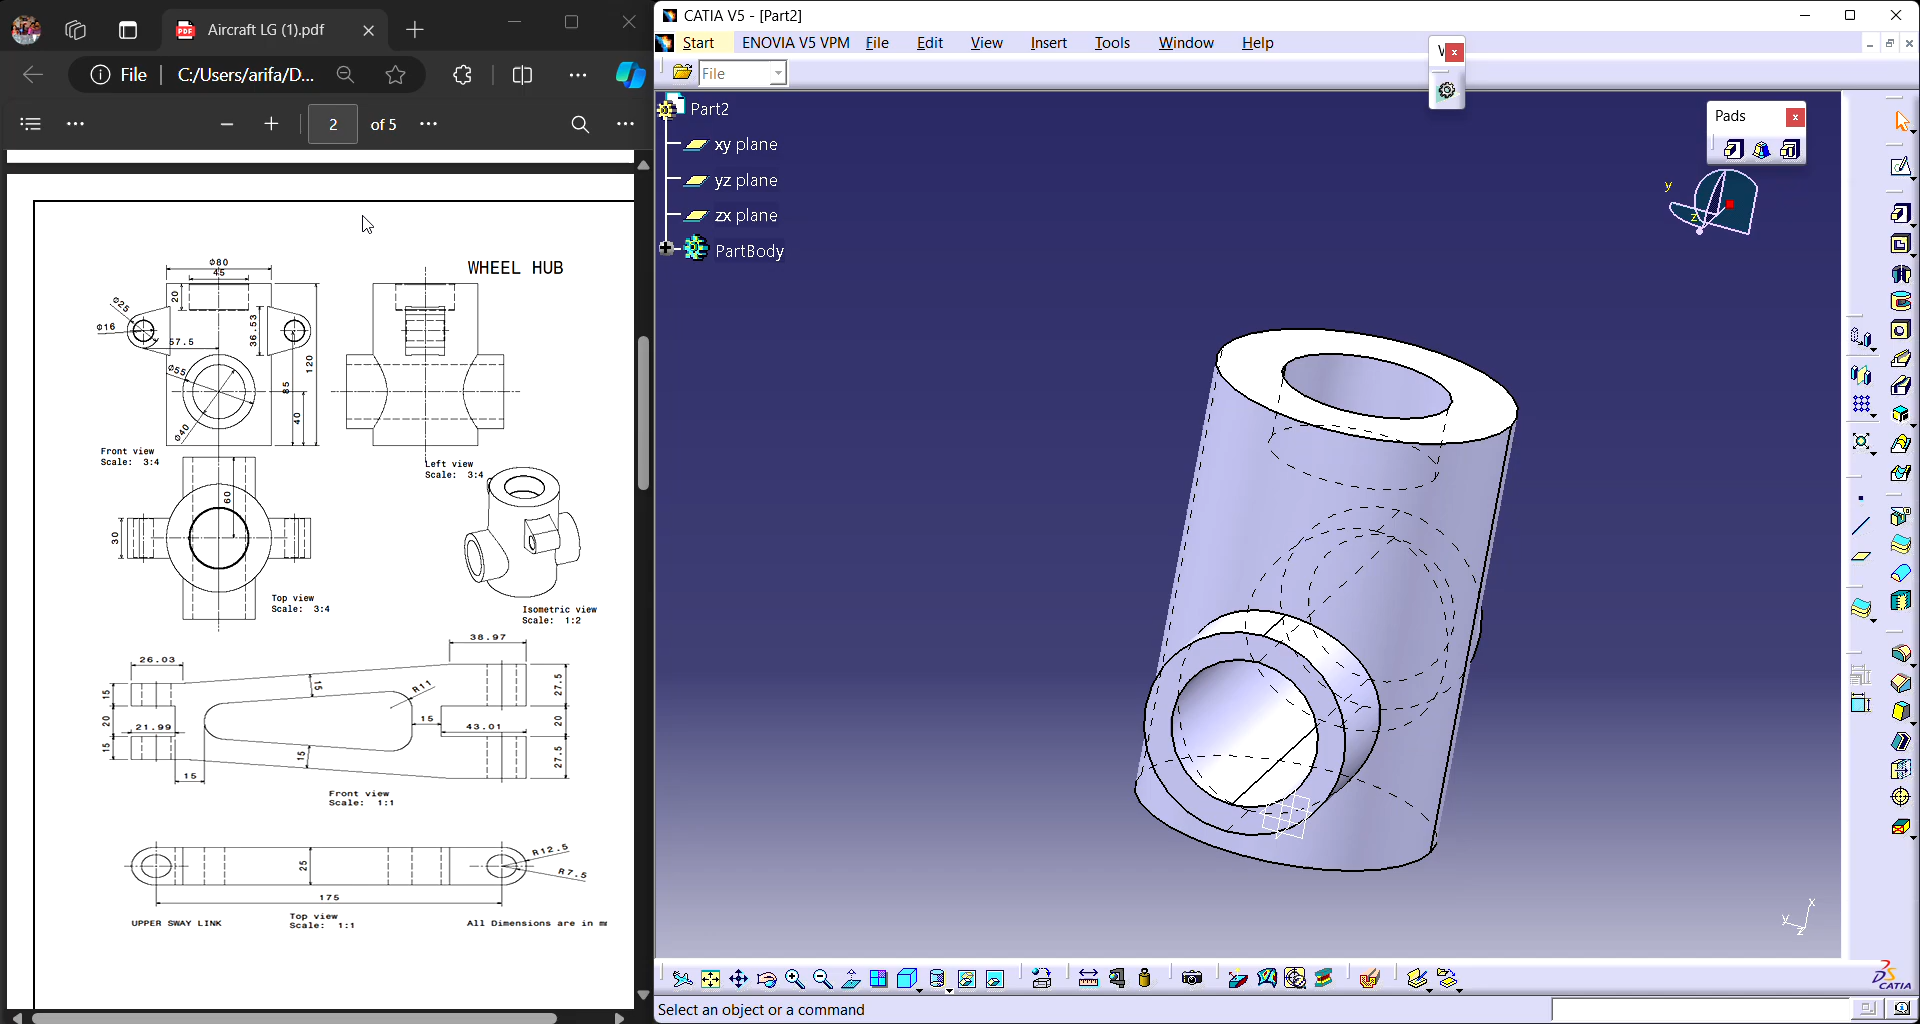 Aircraft LG (1).pdf
File
C:/Users/arifa/D...
2 of 5
WHEEL HUB
Φ80
45
20
Φ25
Φ16
57.5
36.53
120
Φ55
85
40
Φ40
Front view
Scale: 3:4
Left view
Scale: 3:4
60
30
Top view
Scale: 3:4
Isometric view
Scale: 1:2
38.97
26.03
15
R11
27.5
15
20
21.99
15
43.01
20
15
15
27.5
15
Front view
Scale: 1:1
R12.5
25
R7.5
175
UPPER SWAY LINK
Top view
Scale: 1:1
All Dimensions are in m
CATIA V5 - [Part2]
Start
ENOVIA V5 VPM
File
Edit
View
Insert
Tools
Window
Help
File
Part2
xy plane
yz plane
zx plane
PartBody
Pads
y
z
x
y
z
CATIA
Select an object or a command